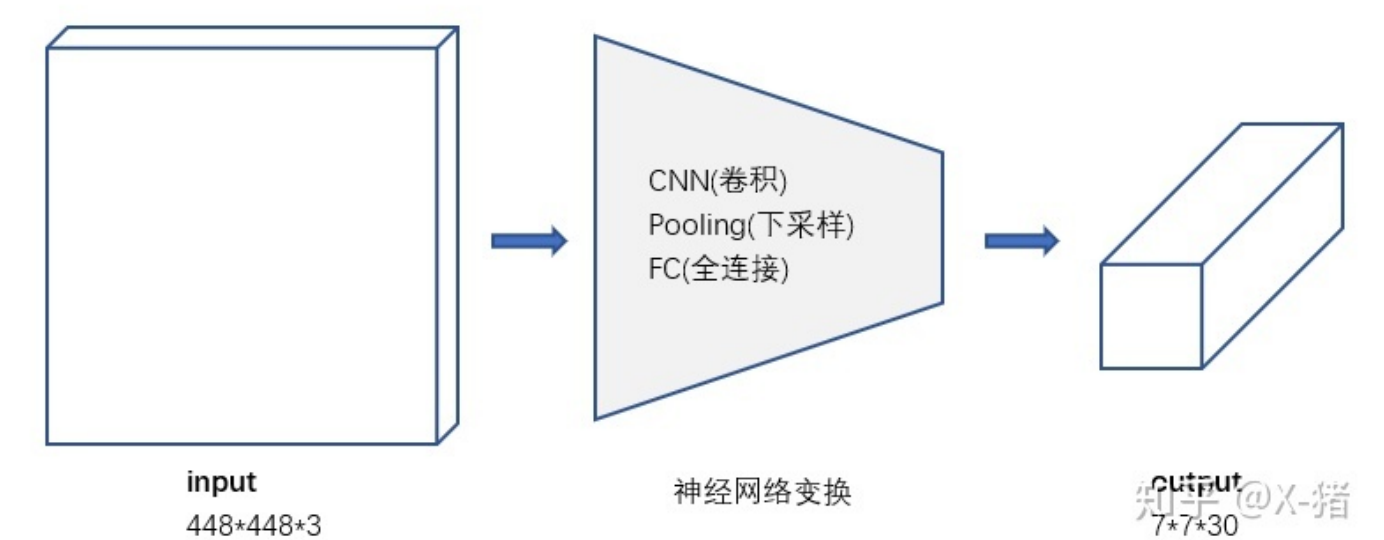 CNN(卷积)
Pooling(下采样)
FC(全连接)
input
448*448*3
神经网络变换
output
7*7*30
知乎 @X-猪